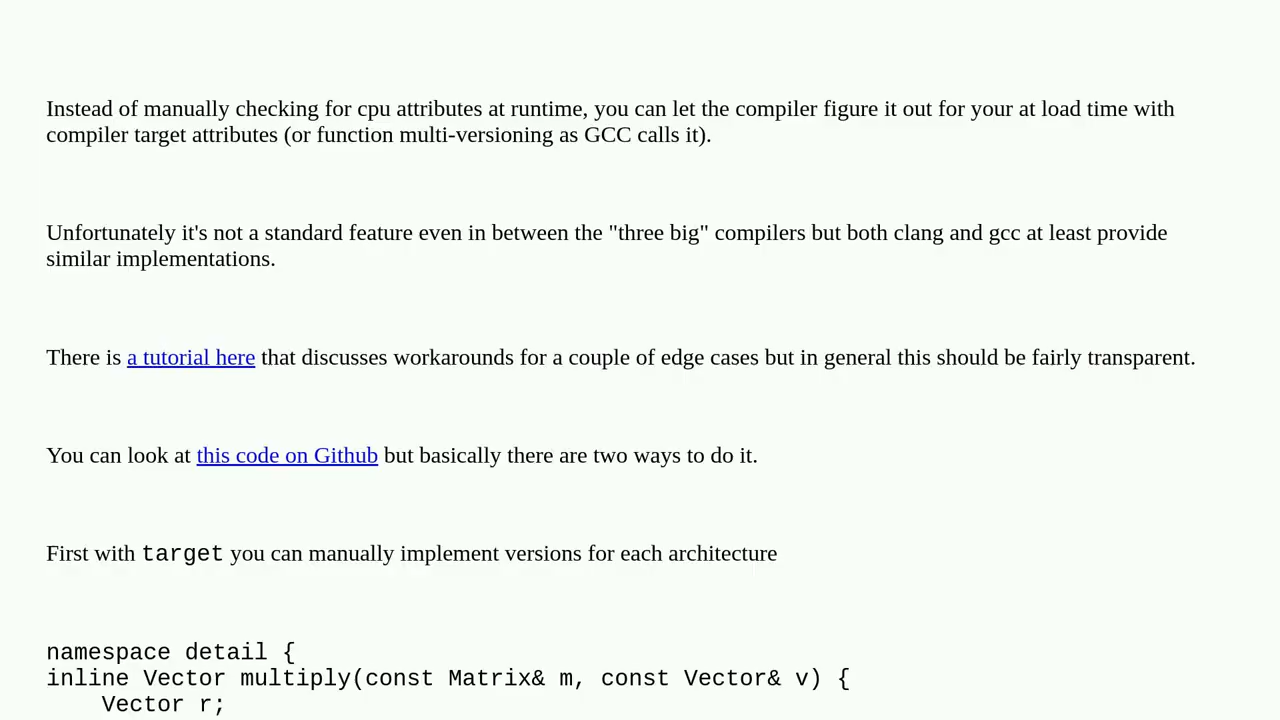 Instead of manually checking for cpu attributes at runtime, you can let the compiler figure it out for your at load time with
compiler target attributes (or function multi-versioning as GCC calls it).
Unfortunately it's not a standard feature even in between the "three big" compilers but both clang and gcc at least provide
similar implementations.
There is a tutorial here that discusses workarounds for a couple of edge cases but in general this should be fairly transparent.
You can look at this code on Github but basically there are two ways to do it.
First with target you can manually implement versions for each architecture
namespace detail {
inline Vector multiply(const Matrix& m, const Vector& v) {
    Vector r;